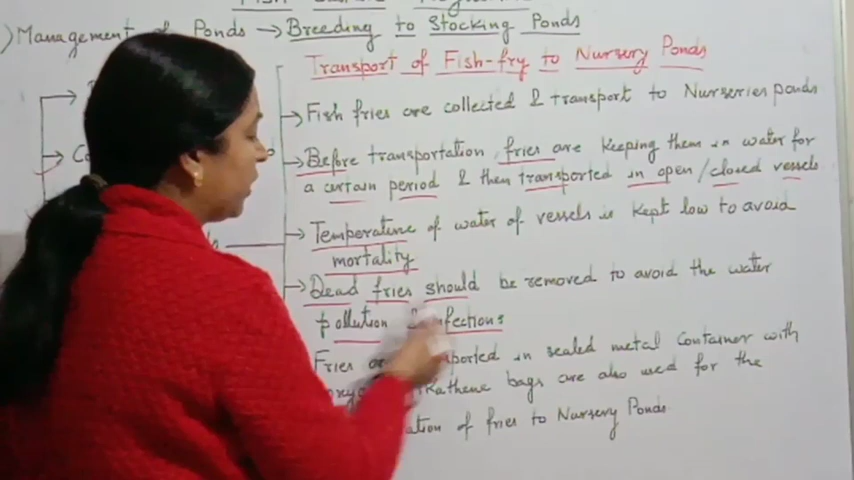 Management of Ponds → Breeding to Stocking Ponds
Transport of Fish-fry to Nursery Ponds
→ Fish fries are collected & transport to Nurseries ponds
→ Before transportation fries are keeping them in water for
a certain period & then transported in open/closed vessels
→ Temperature of water of vessels is kept low to avoid
mortality
→ Dead fries should be removed to avoid the water
pollution & infections
Fries in sealed metal Container with
bags are also used for the
of fries to Nursery Ponds